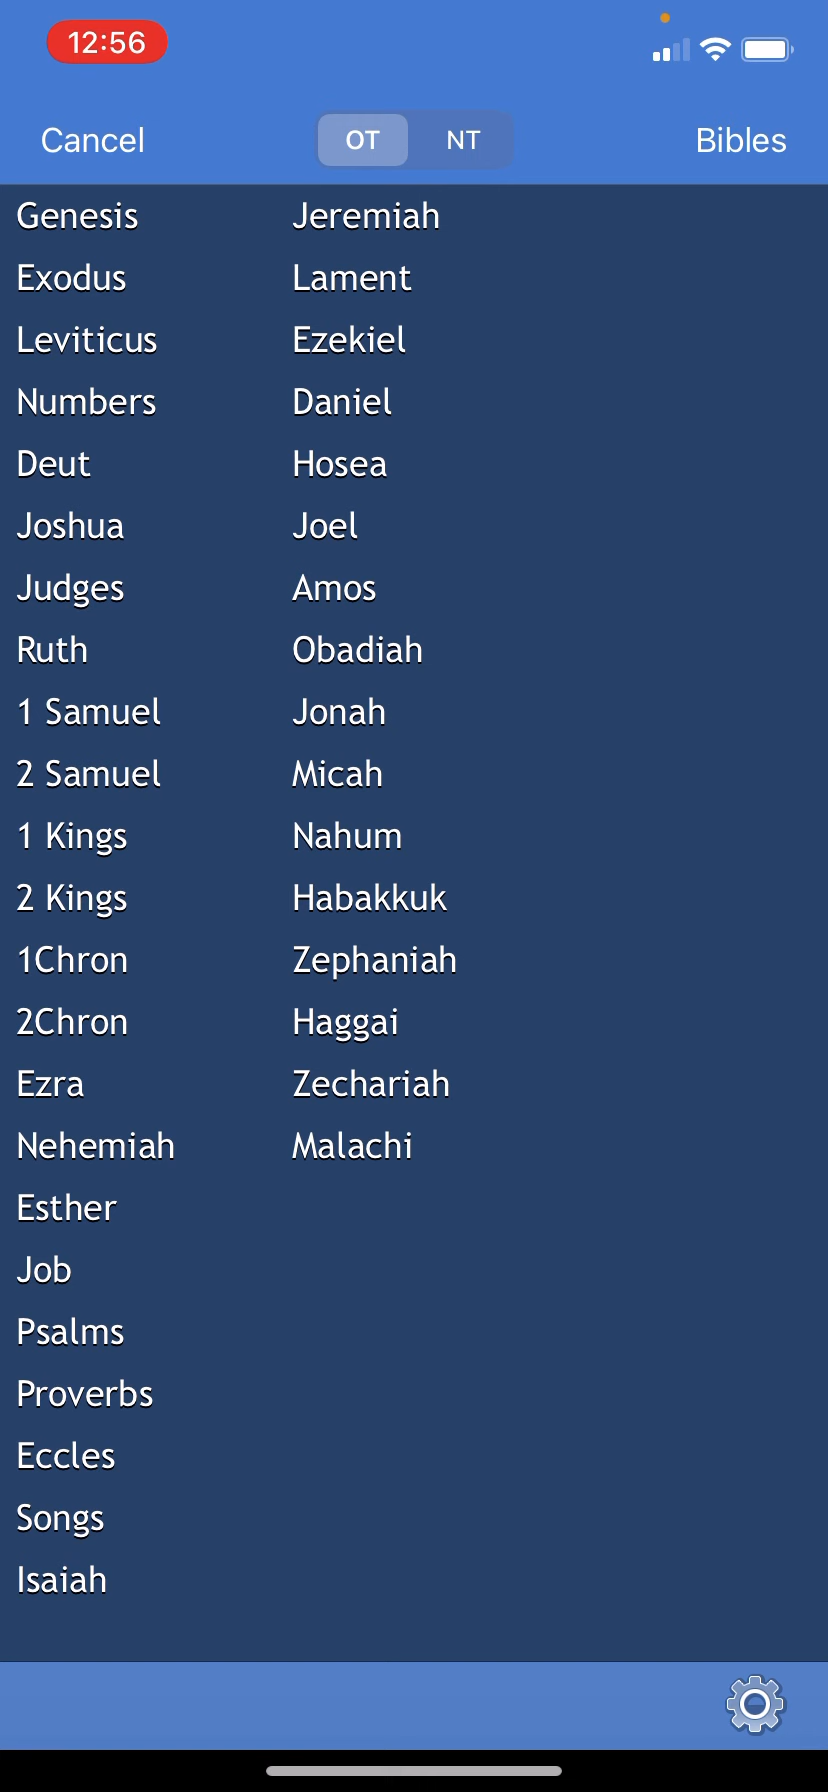 12:56
Cancel OT NT Bibles
Genesis
Exodus
Leviticus
Numbers
Deut
Joshua
Judges
Ruth
1 Samuel
2 Samuel
1 Kings
2 Kings
1Chron
2Chron
Ezra
Nehemiah
Esther
Job
Psalms
Proverbs
Eccles
Songs
Isaiah
Jeremiah
Lament
Ezekiel
Daniel
Hosea
Joel
Amos
Obadiah
Jonah
Micah
Nahum
Habakkuk
Zephaniah
Haggai
Zechariah
Malachi